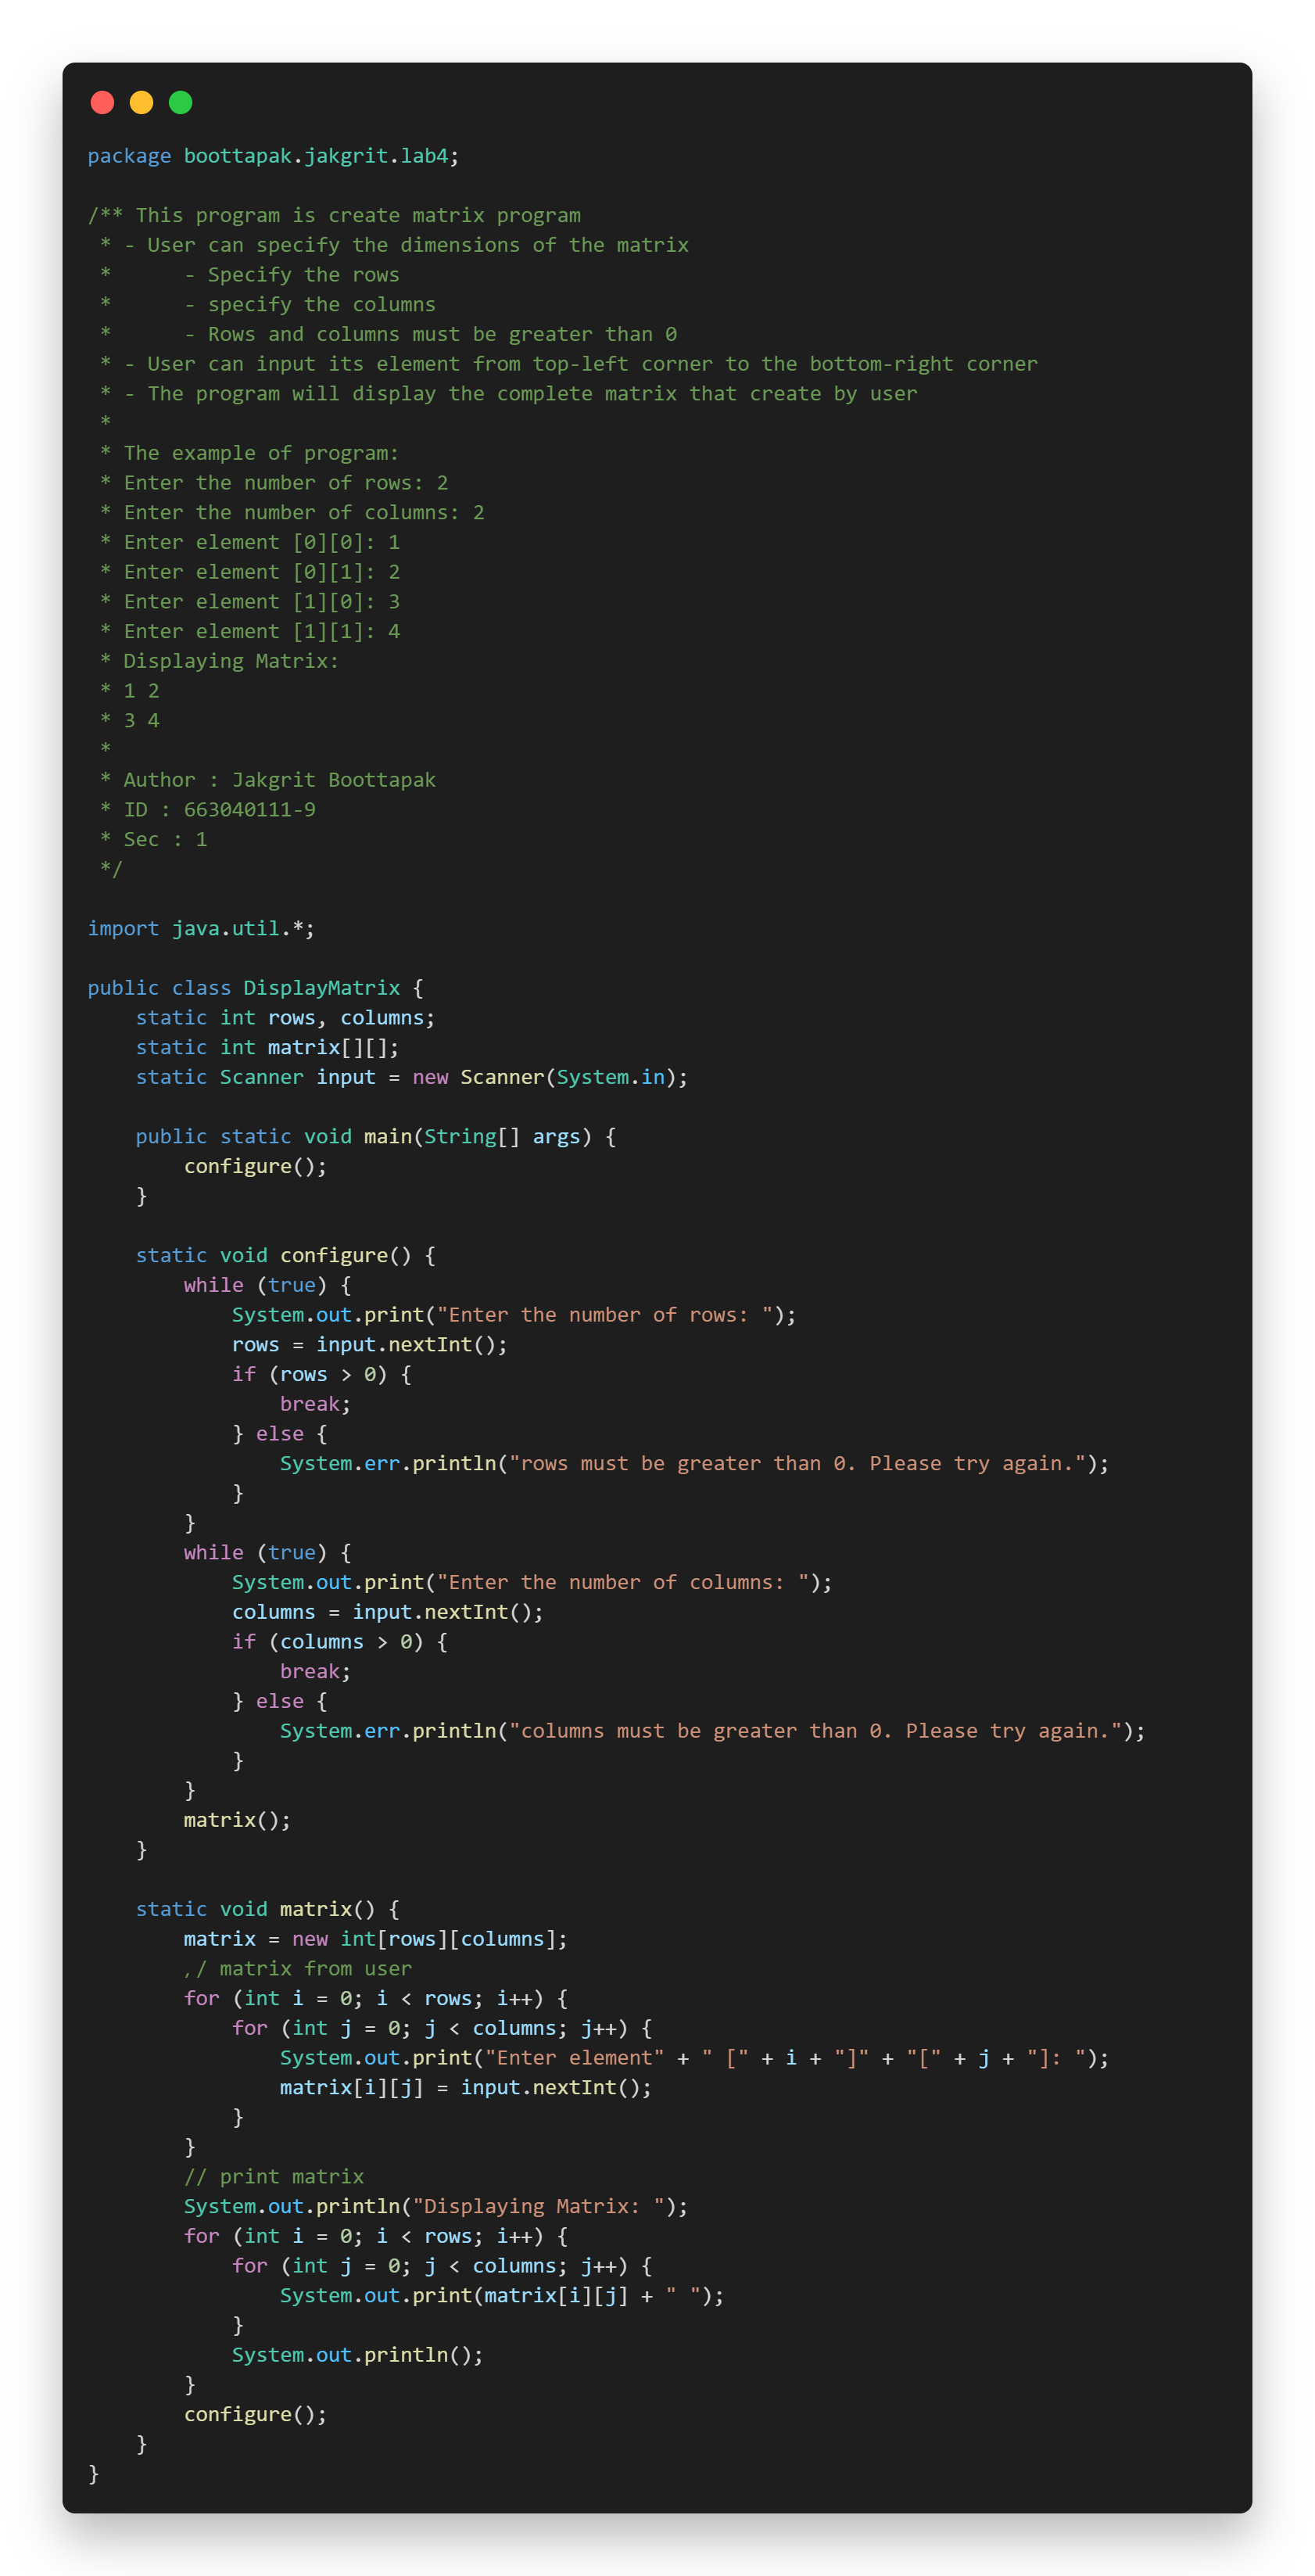 package boottapak.jakgrit.lab4;

/** This program is create matrix program
 * - User can specify the dimensions of the matrix
 *      - Specify the rows
 *      - specify the columns
 *      - Rows and columns must be greater than 0
 * - User can input its element from top-left corner to the bottom-right corner
 * - The program will display the complete matrix that create by user
 *
 * The example of program:
 * Enter the number of rows: 2
 * Enter the number of columns: 2
 * Enter element [0][0]: 1
 * Enter element [0][1]: 2
 * Enter element [1][0]: 3
 * Enter element [1][1]: 4
 * Displaying Matrix:
 * 1 2
 * 3 4
 *
 * Author : Jakgrit Boottapak
 * ID : 663040111-9
 * Sec : 1
 */

import java.util.*;

public class DisplayMatrix {
    static int rows, columns;
    static int matrix[][];
    static Scanner input = new Scanner(System.in);

    public static void main(String[] args) {
        configure();
    }

    static void configure() {
        while (true) {
            System.out.print("Enter the number of rows: ");
            rows = input.nextInt();
            if (rows > 0) {
                break;
            } else {
                System.err.println("rows must be greater than 0. Please try again.");
            }
        }
        while (true) {
            System.out.print("Enter the number of columns: ");
            columns = input.nextInt();
            if (columns > 0) {
                break;
            } else {
                System.err.println("columns must be greater than 0. Please try again.");
            }
        }
        matrix();
    }

    static void matrix() {
        matrix = new int[rows][columns];
        ,/ matrix from user
        for (int i = 0; i < rows; i++) {
            for (int j = 0; j < columns; j++) {
                System.out.print("Enter element" + " [" + i + "]" + "[" + j + "]: ");
                matrix[i][j] = input.nextInt();
            }
        }
        // print matrix
        System.out.println("Displaying Matrix: ");
        for (int i = 0; i < rows; i++) {
            for (int j = 0; j < columns; j++) {
                System.out.print(matrix[i][j] + " ");
            }
            System.out.println();
        }
        configure();
    }
}